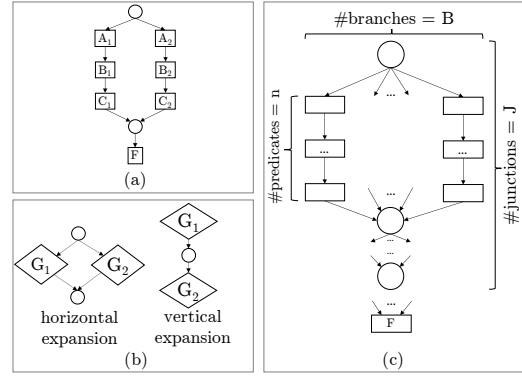 A1 A2
B1 B2
C1 C2
F
(a)
G1 G2
horizontal
expansion
G1
G2
vertical
expansion
(b)
#branches = B
...
#predicates = n
... ...
#junctions = J
...
...
...
...
F
(c)